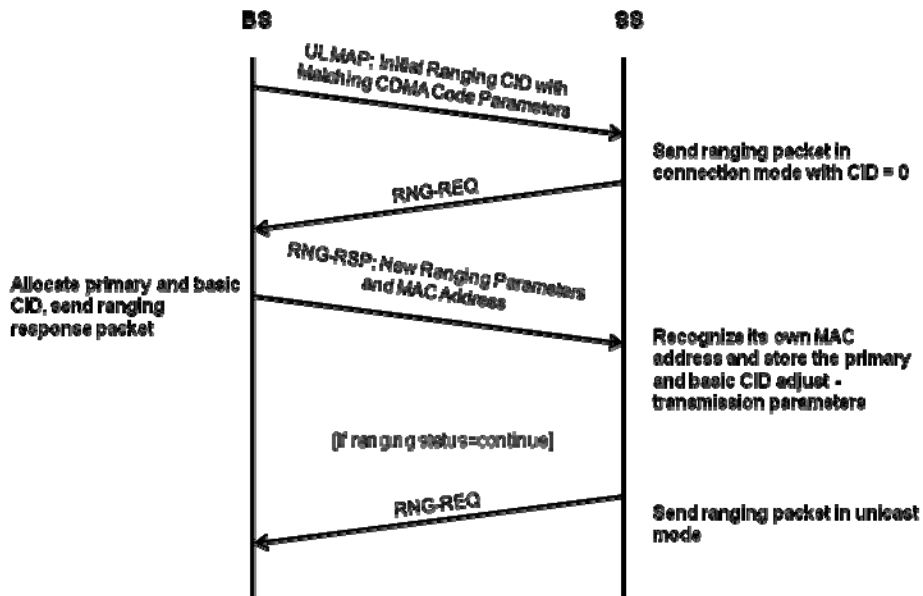 BS
SS
ULMAP; Initial Ranging CID with
Matching CDMA Code Parameters
Send ranging packet in
connection mode with CID = 0
RNG-REQ
RNG-RSP; New Ranging Parameters
and MAC Address
Allocate primary and basic
CID, send ranging
response packet
Recognize its own MAC
address and store the primary
and basic CID adjust -
transmission parameters
[If ranging status=continue]
RNG-REQ
Send ranging packet in unicast
mode